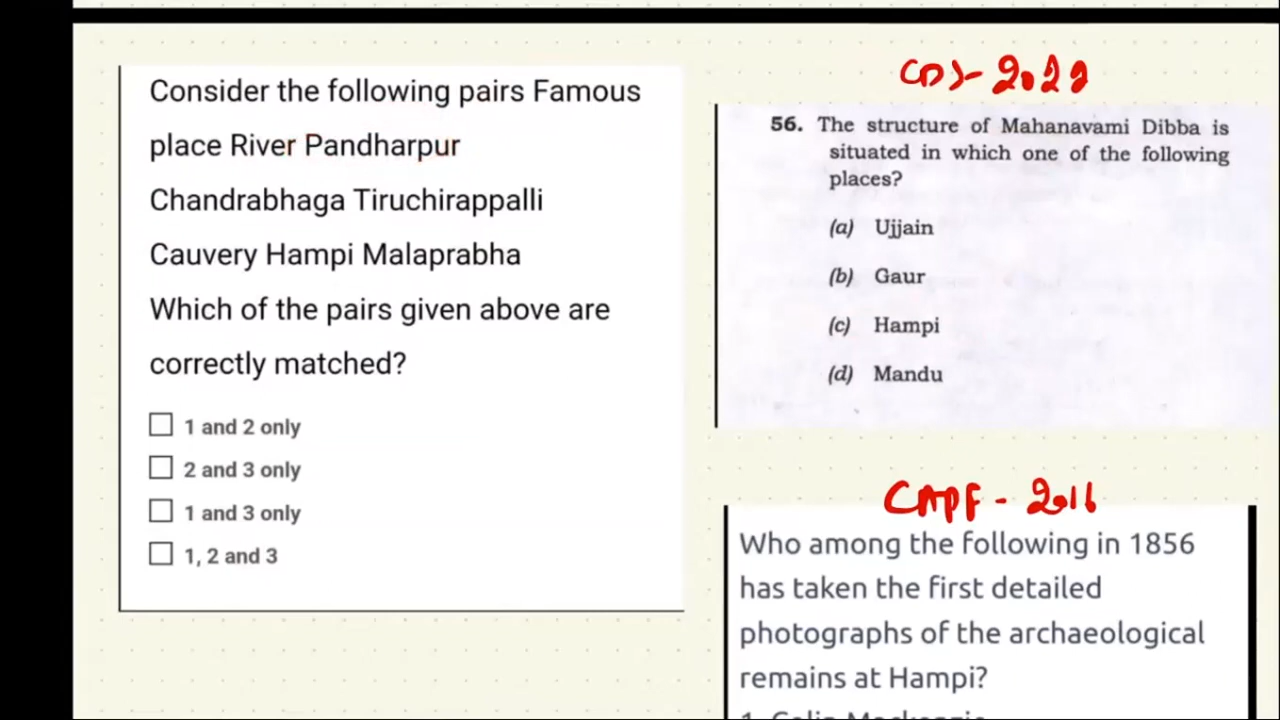 Consider the following pairs Famous
place River Pandharpur
Chandrabhaga Tiruchirappalli
Cauvery Hampi Malaprabha
Which of the pairs given above are
correctly matched?
1 and 2 only
2 and 3 only
1 and 3 only
1, 2 and 3
CDS-2022
56. The structure of Mahanavami Dibba is
situated in which one of the following
places?
(a) Ujjain
(b) Gaur
(c) Hampi
(d) Mandu
CAPF - 2016
Who among the following in 1856
has taken the first detailed
photographs of the archaeological
remains at Hampi?
1. Colin Mackenzie